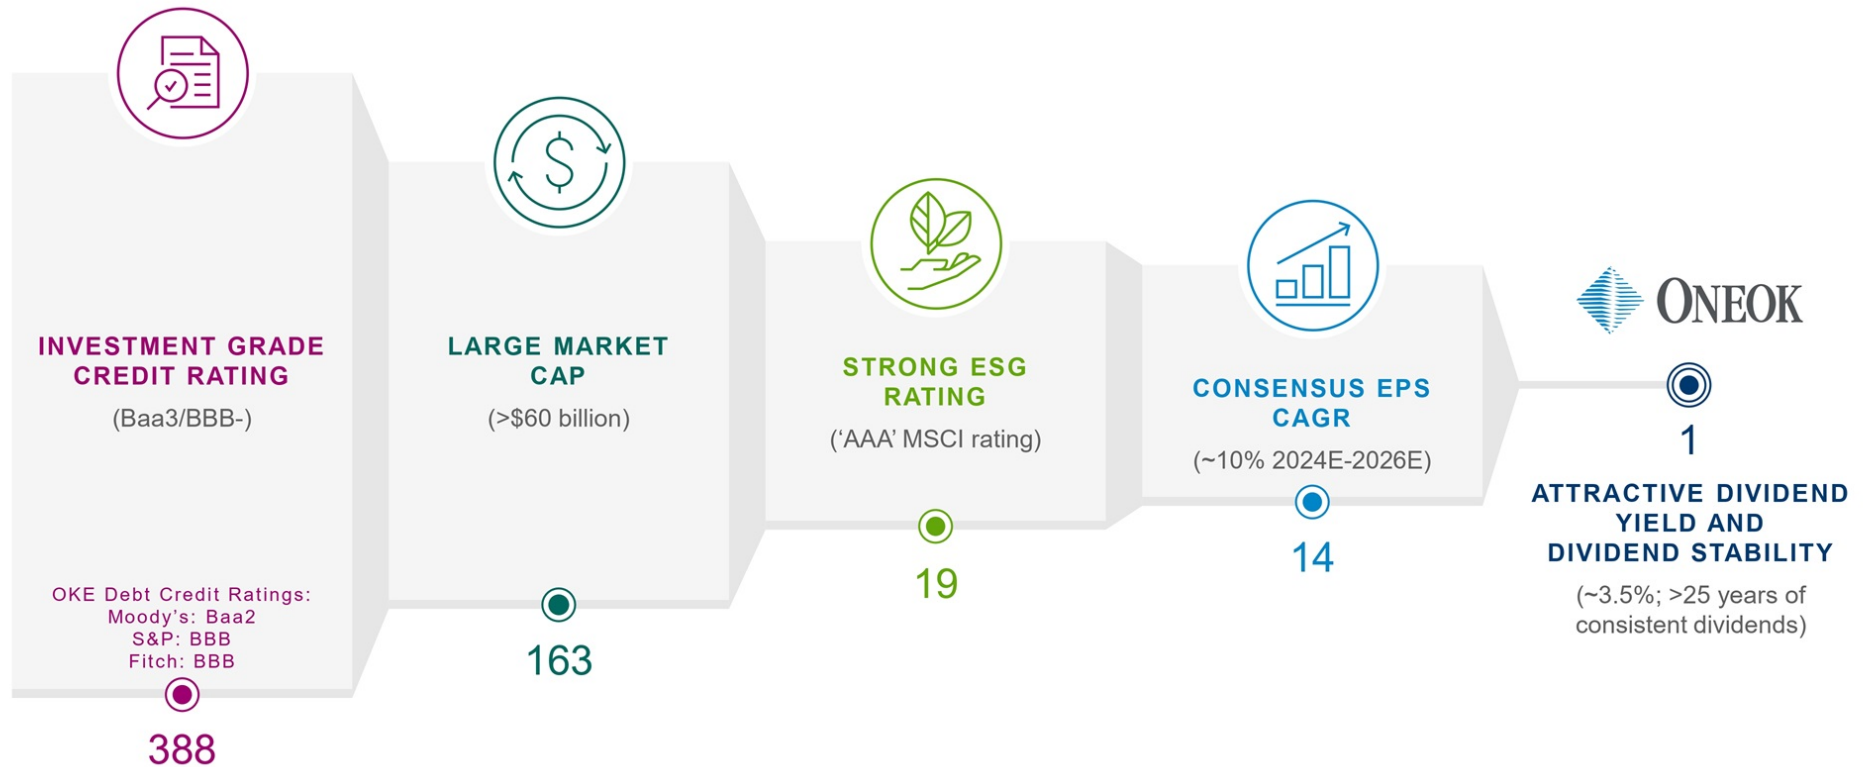 INVESTMENT GRADE
CREDIT RATING
(Baa3/BBB-)
OKE Debt Credit Ratings:
Moody's: Baa2
S&P: BBB
Fitch: BBB
388
LARGE MARKET
CAP
(>$60 billion)
163
STRONG ESG
RATING
(‘AAA’ MSCI rating)
19
CONSENSUS EPS
CAGR
(~10% 2024E-2026E)
14
ONEOK
1
ATTRACTIVE DIVIDEND
YIELD AND
DIVIDEND STABILITY
(~3.5%; >25 years of
consistent dividends)